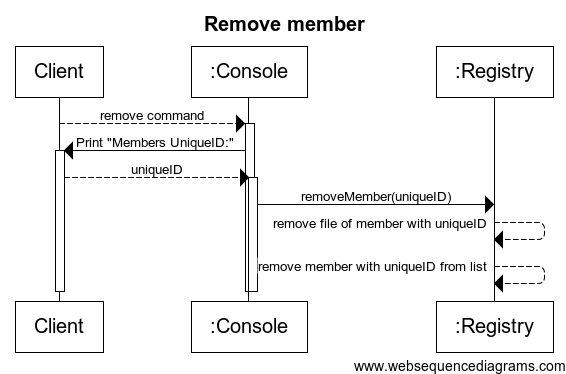 Remove member
Client
:Console
:Registry
remove command
Print "Members UniqueID:"
uniqueID
removeMember(uniqueID)
remove file of member with uniqueID
remove member with uniqueID from list
Client
:Console
:Registry
www.websequencediagrams.com